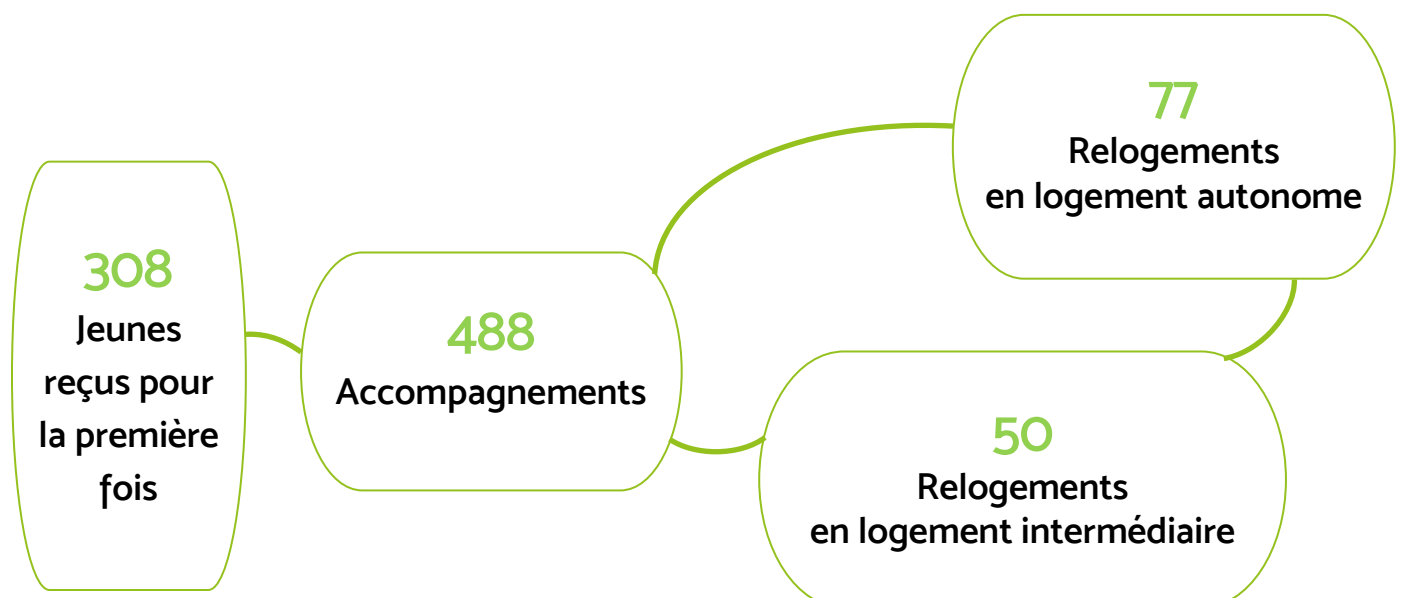 308
Jeunes
reçus pour
la première
fois
488
Accompagnements
77
Relogements
en logement autonome
50
Relogements
en logement intermédiaire